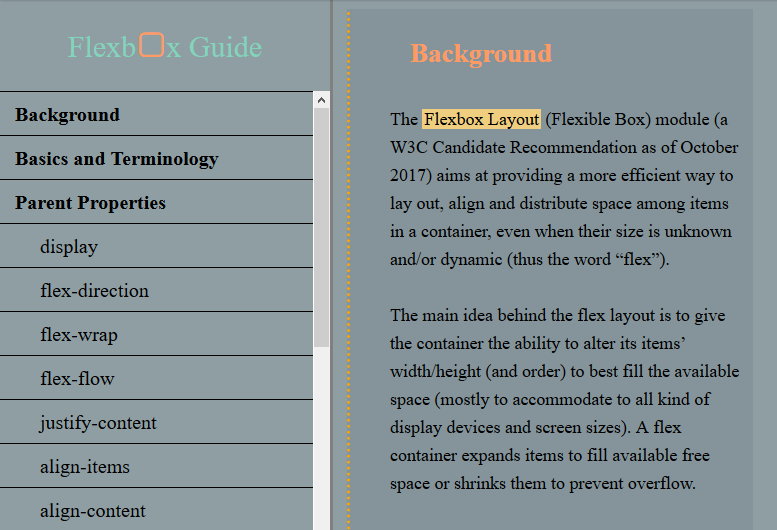 Flexb x Guide
Background
Basics and Terminology
Parent Properties
display
flex-direction
flex-wrap
flex-flow
justify-content
align-items
align-content
Background
The Flexbox Layout (Flexible Box) module (a
W3C Candidate Recommendation as of October
2017) aims at providing a more efficient way to
lay out, align and distribute space among items
in a container, even when their size is unknown
and/or dynamic (thus the word “flex”).
The main idea behind the flex layout is to give
the container the ability to alter its items’
width/height (and order) to best fill the available
space (mostly to accommodate to all kind of
display devices and screen sizes). A flex
container expands items to fill available free
space or shrinks them to prevent overflow.